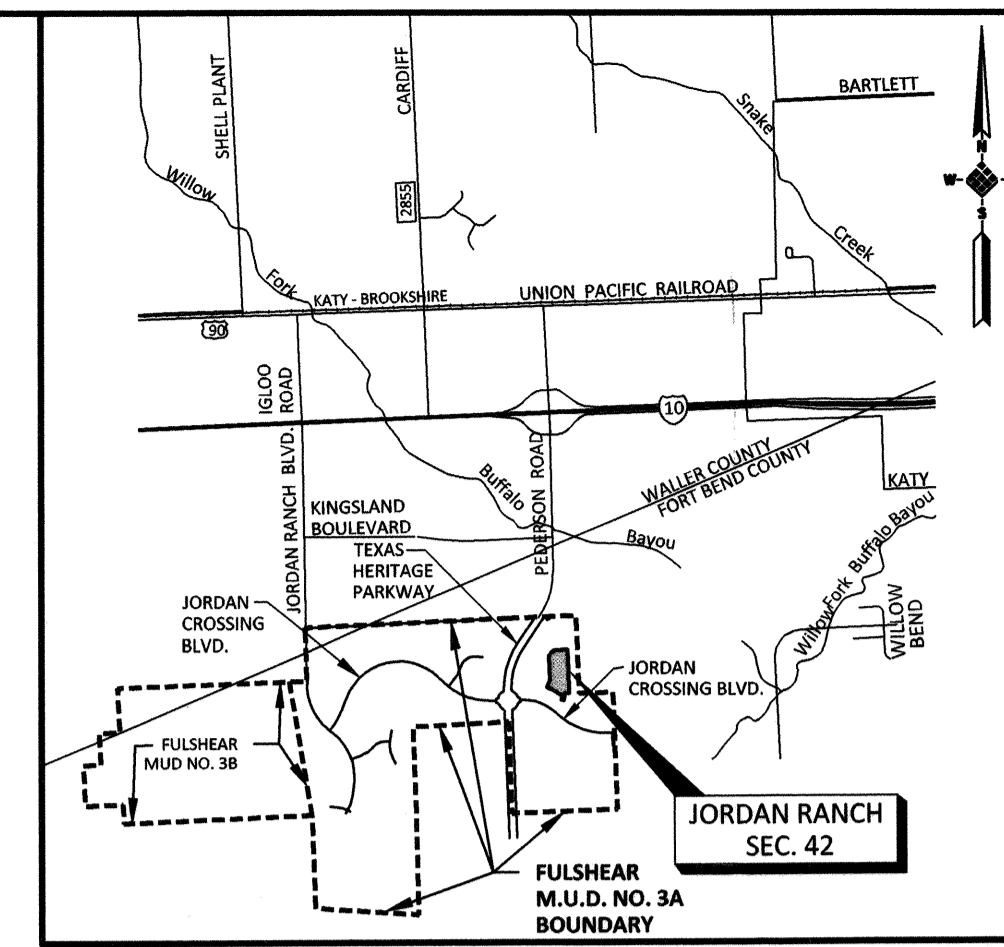 SHELL PLANT
CARDIFF
BARTLETT
Snake
Creek
N
W
S
Willow
Fork
2855
KATY - BROOKSHIRE
UNION PACIFIC RAILROAD
90
IGLOO
ROAD
10
JORDAN RANCH BLVD.
PEDERSON ROAD
WALLER COUNTY
FORT BEND COUNTY
KATY
Buffalo
Bayou
KINGSLAND
BOULEVARD
TEXAS
HERITAGE
PARKWAY
Willow Fork Buffalo Bayou
WILLOW
BEND
JORDAN
CROSSING
BLVD.
JORDAN
CROSSING BLVD.
FULSHEAR
MUD NO. 3B
JORDAN RANCH
SEC. 42
FULSHEAR
M.U.D. NO. 3A
BOUNDARY